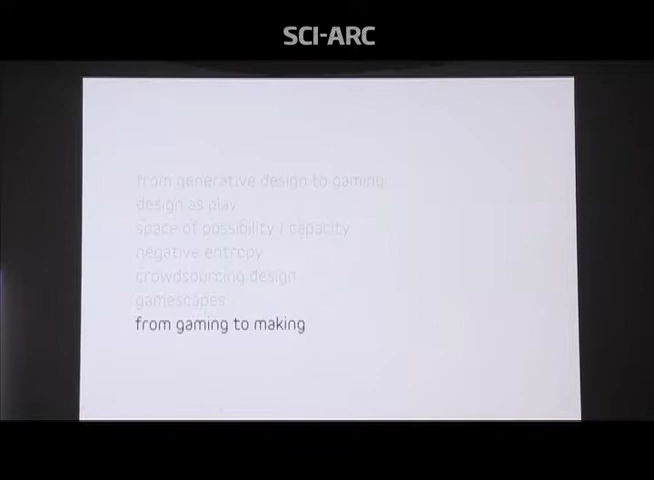 SCI-ARC
from generative design to gaming
design as play
space of possibility / capacity
negative entropy
crowdsourcing design
gamescapes
from gaming to making